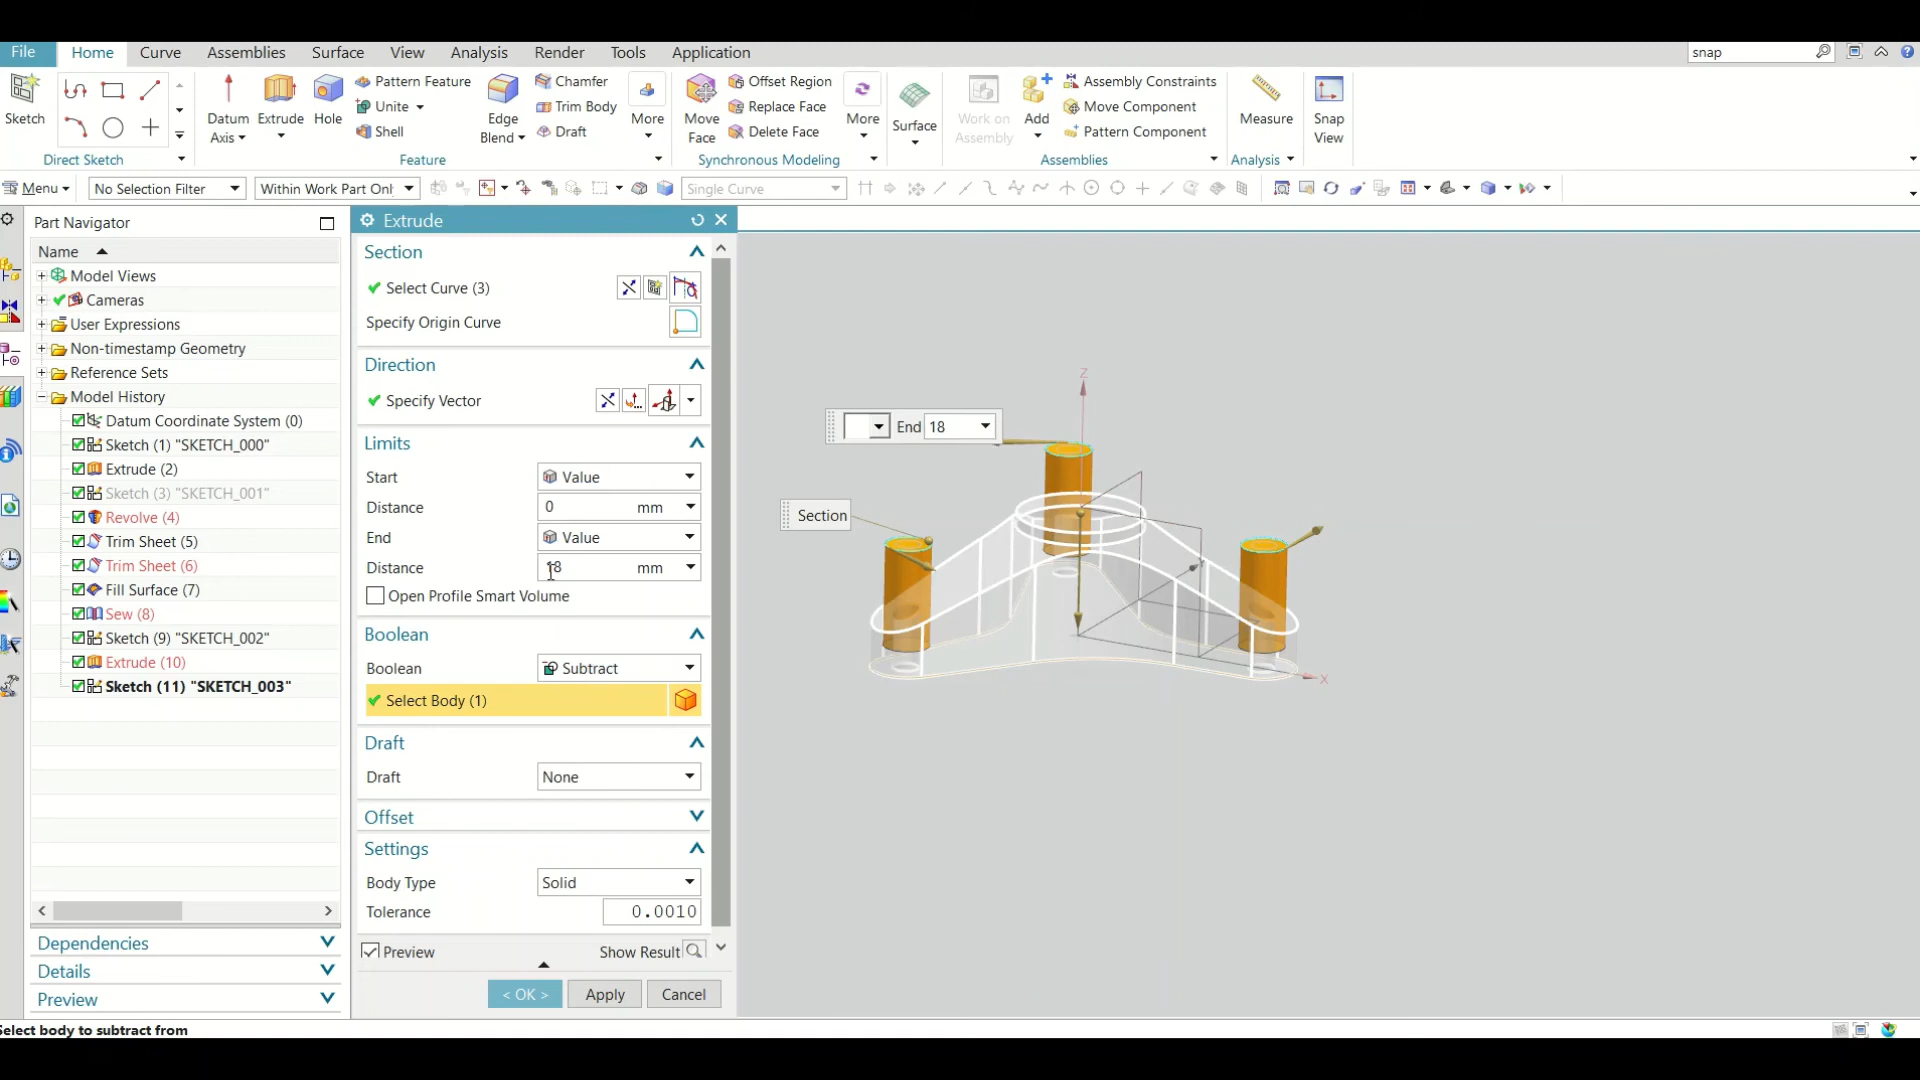 File Home Curve Assemblies Surface View Analysis Render Tools Application snap
Pattern Feature Chamfer Offset Region Assembly Constraints
Unite Trim Body Replace Face Move Component
Sketch Datum Extrude Hole Edge More Move More Surface Work on Add Measure Snap
Shell Draft Delete Face Pattern Component
Axis Blend Face Assembly View
Direct Sketch Feature Synchronous Modeling Assemblies Analysis
Menu No Selection Filter Within Work Part Onl Single Curve
Part Navigator
Name
Model Views
Cameras
User Expressions
Non-timestamp Geometry
Reference Sets
Model History
Datum Coordinate System (0)
Sketch (1) "SKETCH_000"
Extrude (2)
Sketch (3) "SKETCH_001"
Revolve (4)
Trim Sheet (5)
Trim Sheet (6)
Fill Surface (7)
Sew (8)
Sketch (9) "SKETCH_002"
Extrude (10)
Sketch (11) "SKETCH_003"
Dependencies
Details
Preview
Extrude
Section
Select Curve (3)
Specify Origin Curve
Direction
Specify Vector
Limits
Start Value
Distance 0 mm
End Value
Distance 18 mm
Open Profile Smart Volume
Boolean
Boolean Subtract
Select Body (1)
Draft
Draft None
Offset
Settings
Body Type Solid
Tolerance 0.0010
Preview Show Result
< OK > Apply Cancel
Z
End 18
Section
X
Select body to subtract from